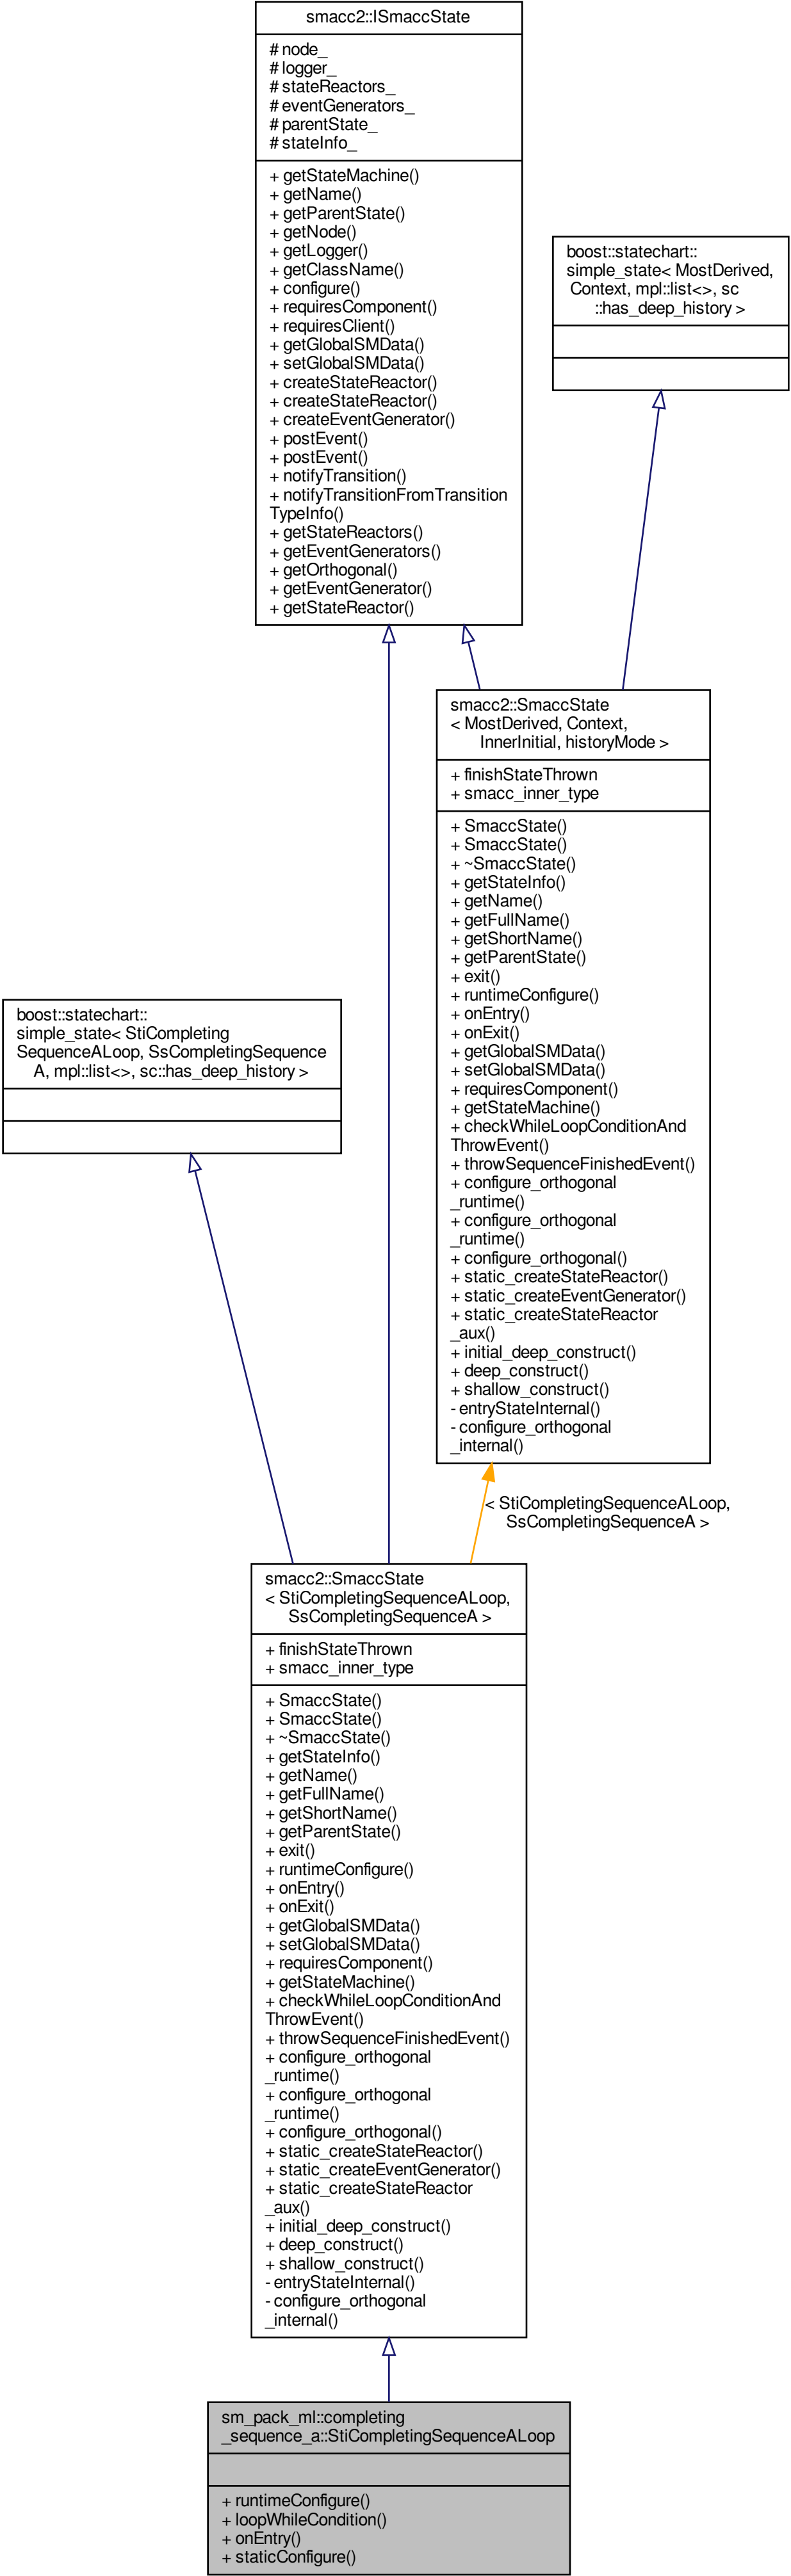 smacc2::ISmaccState
# node_
# logger_
# stateReactors_
# eventGenerators_
# parentState_
# stateInfo_
+ getStateMachine()
+ getName()
+ getParentState()
+ getNode()
+ getLogger()
+ getClassName()
+ configure()
+ requiresComponent()
+ requiresClient()
+ getGlobalSMData()
+ setGlobalSMData()
+ createStateReactor()
+ createStateReactor()
+ createEventGenerator()
+ postEvent()
+ postEvent()
+ notifyTransition()
+ notifyTransitionFromTransition
TypeInfo()
+ getStateReactors()
+ getEventGenerators()
+ getOrthogonal()
+ getEventGenerator()
+ getStateReactor()
boost::statechart::
simple_state< MostDerived,
Context, mpl::list<>, sc
::has_deep_history >
smacc2::SmaccState
< MostDerived, Context,
InnerInitial, historyMode >
+ finishStateThrown
+ smacc_inner_type
+ SmaccState()
+ SmaccState()
+ ~SmaccState()
+ getStateInfo()
+ getName()
+ getFullName()
+ getShortName()
+ getParentState()
+ exit()
+ runtimeConfigure()
+ onEntry()
+ onExit()
+ getGlobalSMData()
+ setGlobalSMData()
+ requiresComponent()
+ getStateMachine()
+ checkWhileLoopConditionAnd
ThrowEvent()
+ throwSequenceFinishedEvent()
+ configure_orthogonal
_runtime()
+ configure_orthogonal
_runtime()
+ configure_orthogonal()
+ static_createStateReactor()
+ static_createEventGenerator()
+ static_createStateReactor
_aux()
+ initial_deep_construct()
+ deep_construct()
+ shallow_construct()
- entryStateInternal()
- configure_orthogonal
_internal()
boost::statechart::
simple_state< StiCompleting
SequenceALoop, SsCompletingSequence
A, mpl::list<>, sc::has_deep_history >
< StiCompletingSequenceALoop,
SsCompletingSequenceA >
smacc2::SmaccState
< StiCompletingSequenceALoop,
SsCompletingSequenceA >
+ finishStateThrown
+ smacc_inner_type
+ SmaccState()
+ SmaccState()
+ ~SmaccState()
+ getStateInfo()
+ getName()
+ getFullName()
+ getShortName()
+ getParentState()
+ exit()
+ runtimeConfigure()
+ onEntry()
+ onExit()
+ getGlobalSMData()
+ setGlobalSMData()
+ requiresComponent()
+ getStateMachine()
+ checkWhileLoopConditionAnd
ThrowEvent()
+ throwSequenceFinishedEvent()
+ configure_orthogonal
_runtime()
+ configure_orthogonal
_runtime()
+ configure_orthogonal()
+ static_createStateReactor()
+ static_createEventGenerator()
+ static_createStateReactor
_aux()
+ initial_deep_construct()
+ deep_construct()
+ shallow_construct()
- entryStateInternal()
- configure_orthogonal
_internal()
sm_pack_ml::completing
_sequence_a::StiCompletingSequenceALoop
+ runtimeConfigure()
+ loopWhileCondition()
+ onEntry()
+ staticConfigure()